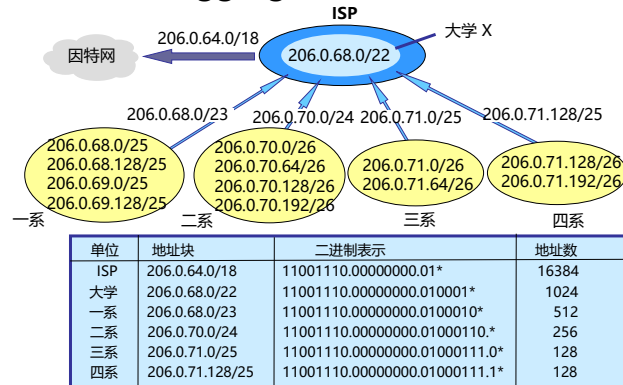 ISP
大学 X
206.0.64.0/18
因特网
206.0.68.0/22
206.0.68.0/23
206.0.70.0/24
206.0.71.0/25
206.0.71.128/25
206.0.68.0/25
206.0.68.128/25
206.0.69.0/25
206.0.69.128/25
206.0.70.0/26
206.0.70.64/26
206.0.70.128/26
206.0.70.192/26
206.0.71.0/26
206.0.71.64/26
206.0.71.128/26
206.0.71.192/26
一系
二系
三系
四系
单位 地址块 二进制表示 地址数
ISP 206.0.64.0/18 11001110.00000000.01* 16384
大学 206.0.68.0/22 11001110.00000000.010001* 1024
一系 206.0.68.0/23 11001110.00000000.0100010* 512
二系 206.0.70.0/24 11001110.00000000.01000110.* 256
三系 206.0.71.0/25 11001110.00000000.01000111.0* 128
四系 206.0.71.128/25 11001110.00000000.01000111.1* 128